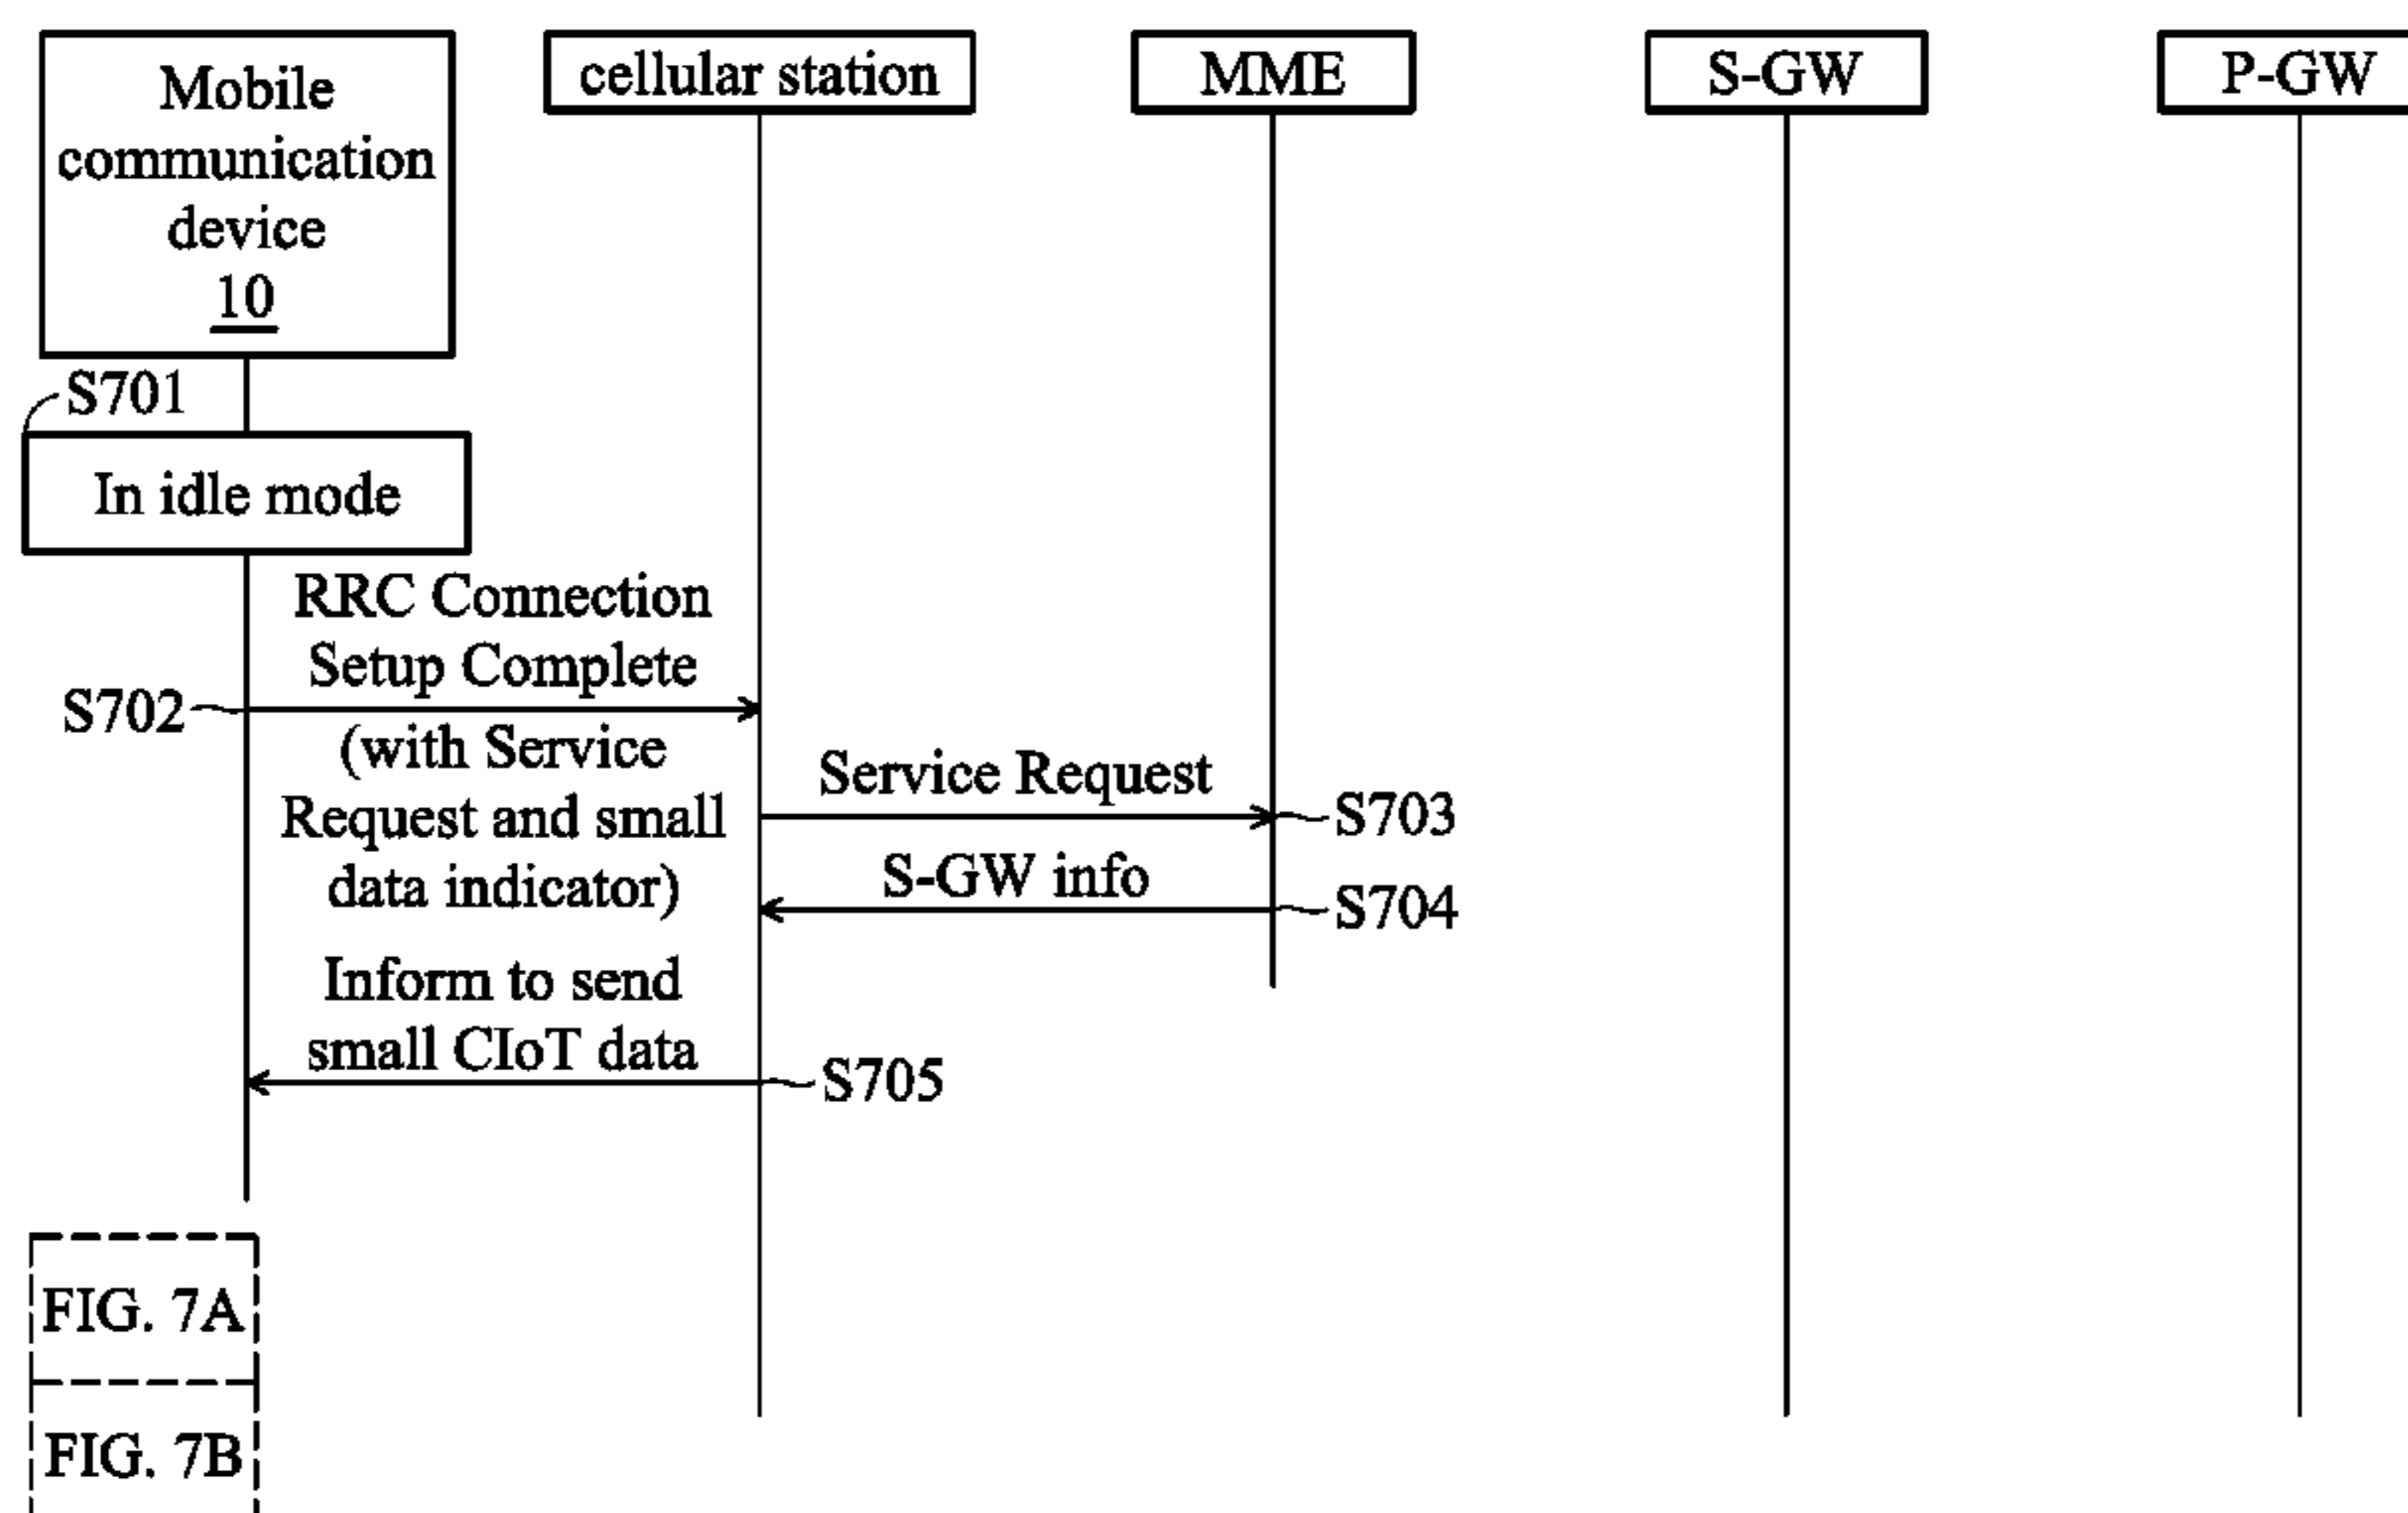 Mobile
communication
device
10
cellular station
MME
S-GW
P-GW
S701
In idle mode
RRC Connection
Setup Complete
S702
(with Service
Request and small
data indicator)
Service Request
S703
S-GW info
S704
Inform to send
small CIoT data
S705
FIG. 7A
FIG. 7B